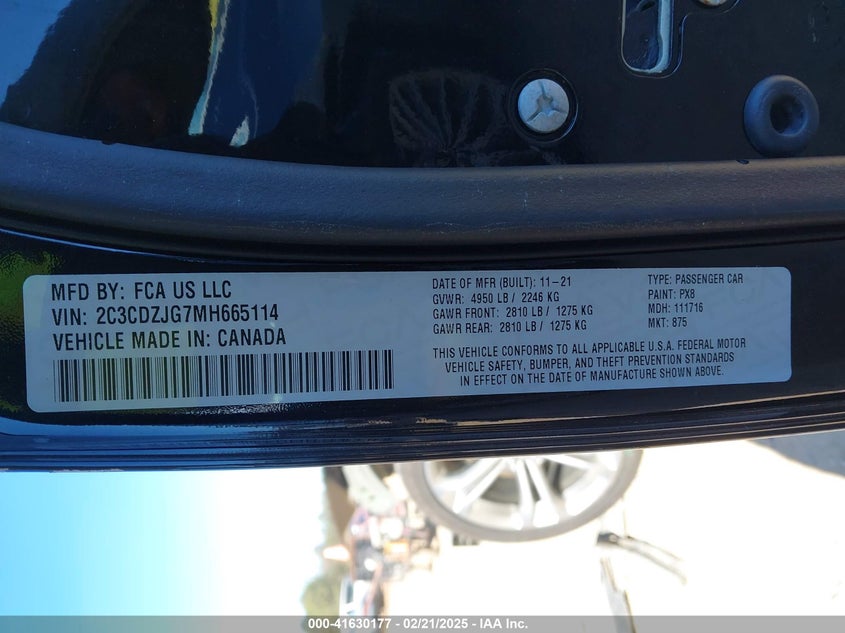 MFD BY: FCA US LLC
VIN: 2C3CDZJG7MH665114
VEHICLE MADE IN: CANADA
DATE OF MFR (BUILT): 11-21
GVWR: 4950 LB / 2246 KG
GAWR FRONT: 2810 LB / 1275 KG
GAWR REAR: 2810 LB / 1275 KG
TYPE: PASSENGER CAR
PAINT: PX8
MDH: 111716
MKT: 875
THIS VEHICLE CONFORMS TO ALL APPLICABLE U.S.A. FEDERAL MOTOR
VEHICLE SAFETY, BUMPER, AND THEFT PREVENTION STANDARDS
IN EFFECT ON THE DATE OF MANUFACTURE SHOWN ABOVE.
000-41630177 — 02/21/2025 — IAA Inc.